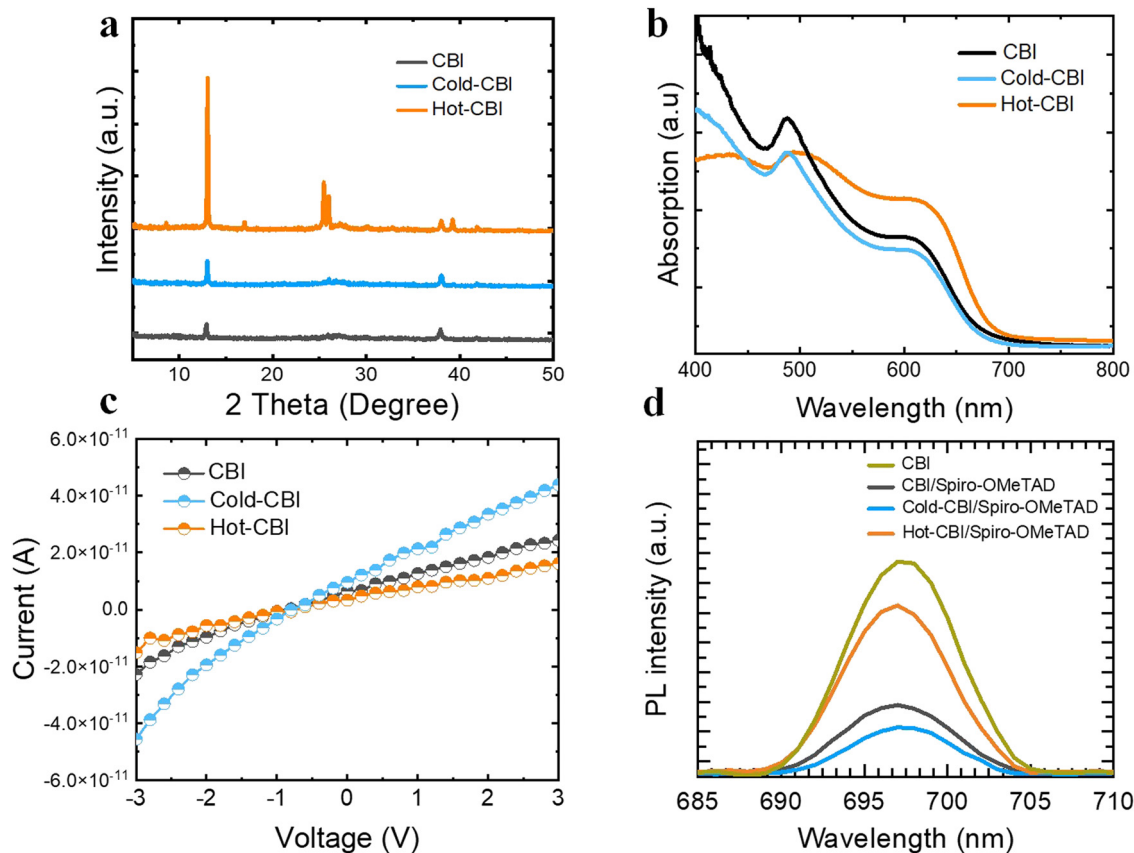 a
Intensity (a.u.)
CBI
Cold-CBI
Hot-CBI
10 20 30 40 50
2 Theta (Degree)
b
Absorption (a.u)
CBI
Cold-CBI
Hot-CBI
400 500 600 700 800
Wavelength (nm)
c
Current (A)
6.0×10-11
4.0×10-11
2.0×10-11
0.0
-2.0×10-11
-4.0×10-11
-6.0×10-11
CBI
Cold-CBI
Hot-CBI
-3 -2 -1 0 1 2 3
Voltage (V)
d
PL intensity (a.u.)
CBI
CBI/Spiro-OMeTAD
Cold-CBI/Spiro-OMeTAD
Hot-CBI/Spiro-OMeTAD
685 690 695 700 705 710
Wavelength (nm)